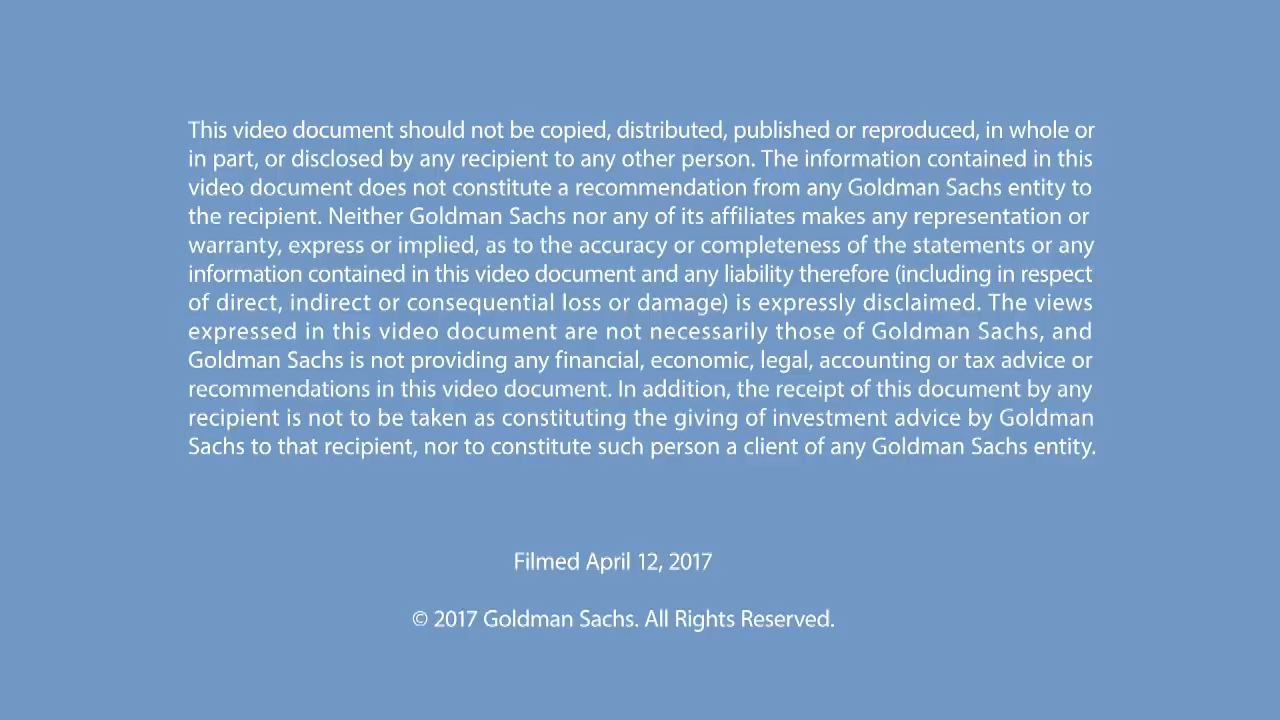 This video document should not be copied, distributed, published or reproduced, in whole or
in part, or disclosed by any recipient to any other person. The information contained in this
video document does not constitute a recommendation from any Goldman Sachs entity to
the recipient. Neither Goldman Sachs nor any of its affiliates makes any representation or
warranty, express or implied, as to the accuracy or completeness of the statements or any
information contained in this video document and any liability therefore (including in respect
of direct, indirect or consequential loss or damage) is expressly disclaimed. The views
expressed in this video document are not necessarily those of Goldman Sachs, and
Goldman Sachs is not providing any financial, economic, legal, accounting or tax advice or
recommendations in this video document. In addition, the receipt of this document by any
recipient is not to be taken as constituting the giving of investment advice by Goldman
Sachs to that recipient, nor to constitute such person a client of any Goldman Sachs entity.
Filmed April 12, 2017
© 2017 Goldman Sachs. All Rights Reserved.